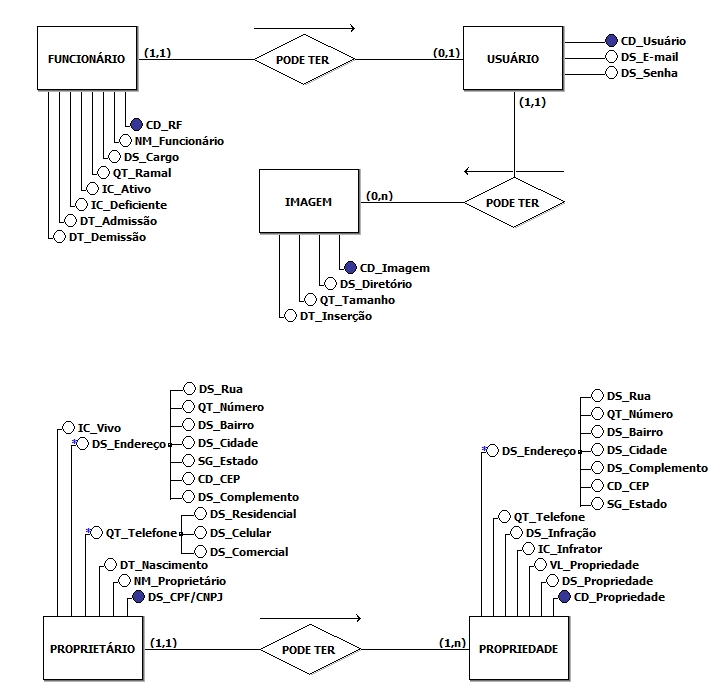 FUNCIONÁRIO (1,1) PODE TER (0,1) USUÁRIO
CD_Usuário
DS_E-mail
DS_Senha
(1,1)
CD_RF
NM_Funcionário
DS_Cargo
QT_Ramal
IC_Ativo
IC_Deficiente
DT_Admissão
DT_Demissão
IMAGEM (0,n) PODE TER
CD_Imagem
DS_Diretório
QT_Tamanho
DT_Inserção
IC_Vivo
* DS_Endereço
DS_Rua
QT_Número
DS_Bairro
DS_Cidade
SG_Estado
CD_CEP
DS_Complemento
* QT_Telefone
DS_Residencial
DS_Celular
DS_Comercial
DT_Nascimento
NM_Proprietário
DS_CPF/CNPJ
* DS_Endereço
DS_Rua
QT_Número
DS_Bairro
DS_Cidade
DS_Complemento
CD_CEP
SG_Estado
QT_Telefone
DS_Infração
IC_Infrator
VL_Propriedade
DS_Propriedade
CD_Propriedade
PROPRIETÁRIO (1,1) PODE TER (1,n) PROPRIEDADE